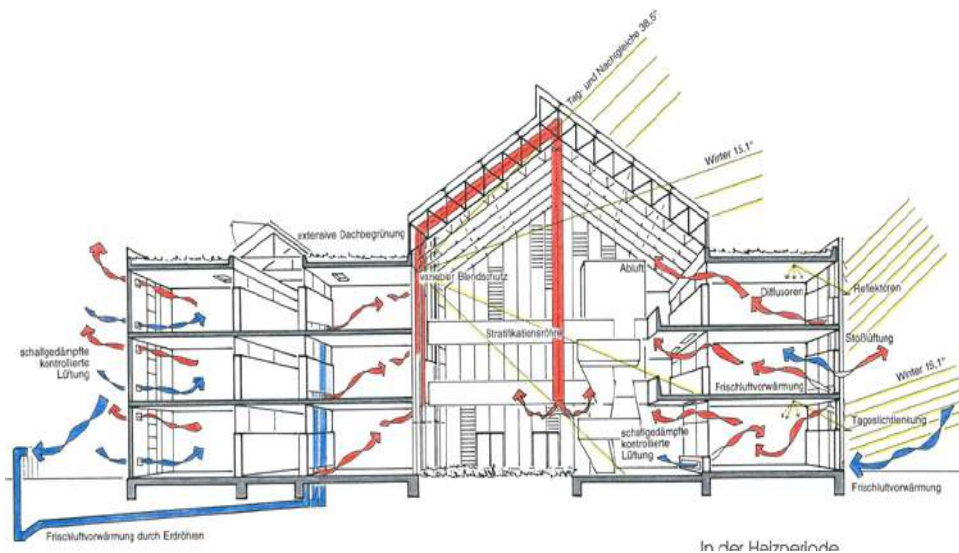 Tag- und Nachgleiche 38,5°
Winter 15,1°
extensive Dachbegrünung
variabler Blendschutz
Abluft
Diffusoren
Reflektoren
Stratifikationsröhre
Stoßlüftung
schallgedämpfte
kontrollierte
Lüftung
Frischluftvorwärmung
Winter 15,1°
Tageslichtlenkung
schallgedämpfte
kontrollierte
Lüftung
Frischluftvorwärmung
Frischluftvorwärmung durch Erdröhren
In der Heizperiode